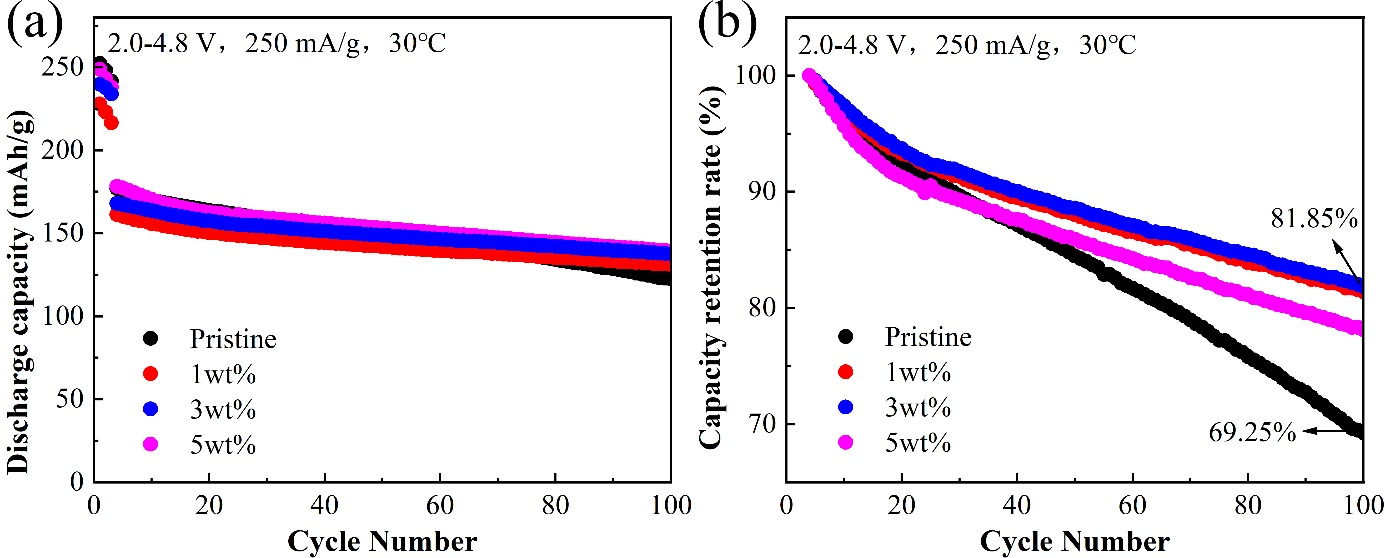 (a)
2.0-4.8 V，250 mA/g，30℃
250
200
150
100
50
0
Discharge capacity (mAh/g)
Pristine
1wt%
3wt%
5wt%
0 20 40 60 80 100
Cycle Number
(b)
2.0-4.8 V，250 mA/g，30℃
100
90
80
70
Capacity retention rate (%)
81.85%
Pristine
1wt%
3wt%
5wt%
69.25%
0 20 40 60 80 100
Cycle Number